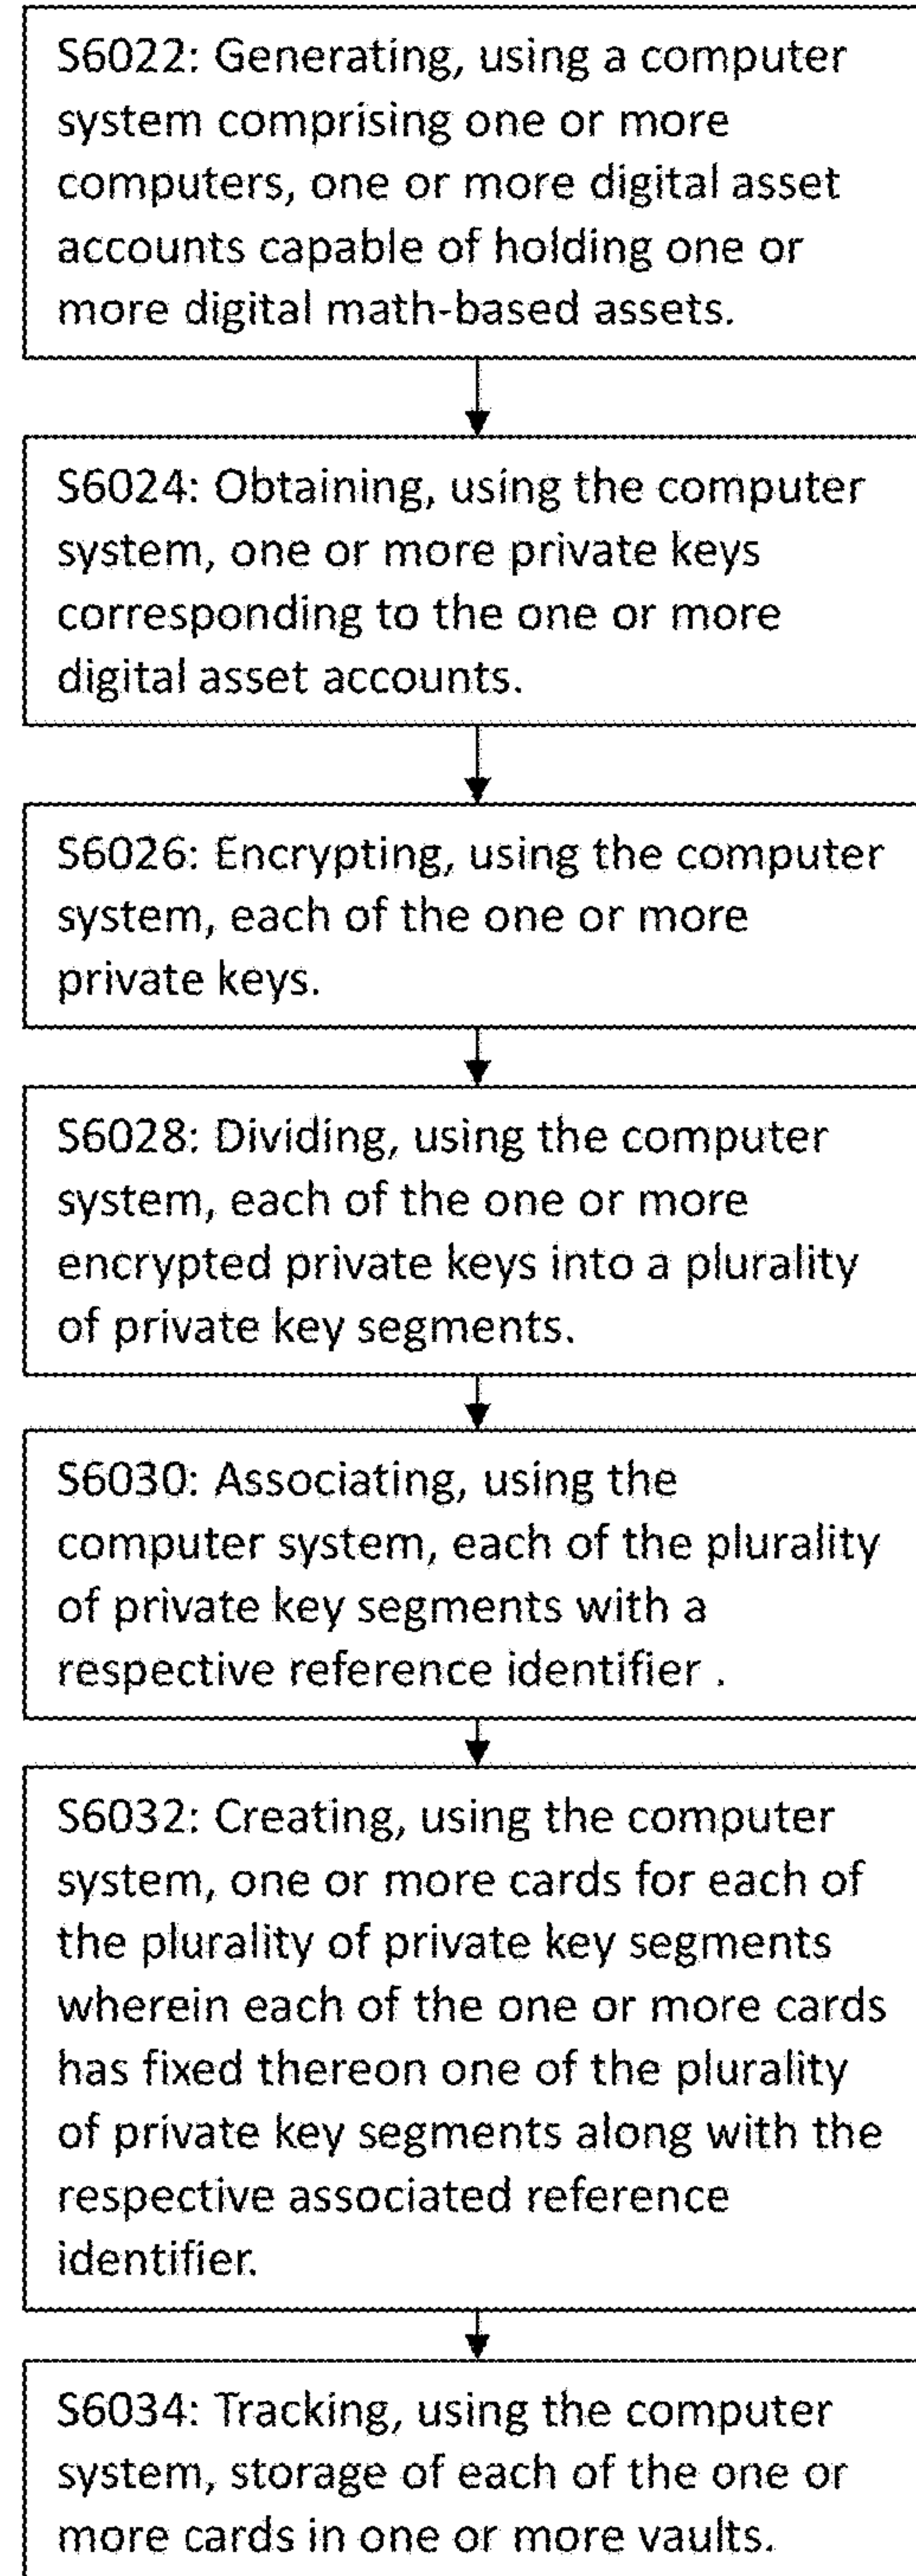 S6022: Generating, using a computer
system comprising one or more
computers, one or more digital asset
accounts capable of holding one or
more digital math-based assets.
S6024: Obtaining, using the computer
system, one or more private keys
corresponding to the one or more
digital asset accounts.
S6026: Encrypting, using the computer
system, each of the one or more
private keys.
S6028: Dividing, using the computer
system, each of the one or more
encrypted private keys into a plurality
of private key segments.
S6030: Associating, using the
computer system, each of the plurality
of private key segments with a
respective reference identifier .
S6032: Creating, using the computer
system, one or more cards for each of
the plurality of private key segments
wherein each of the one or more cards
has fixed thereon one of the plurality
of private key segments along with the
respective associated reference
identifier.
S6034: Tracking, using the computer
system, storage of each of the one or
more cards in one or more vaults.